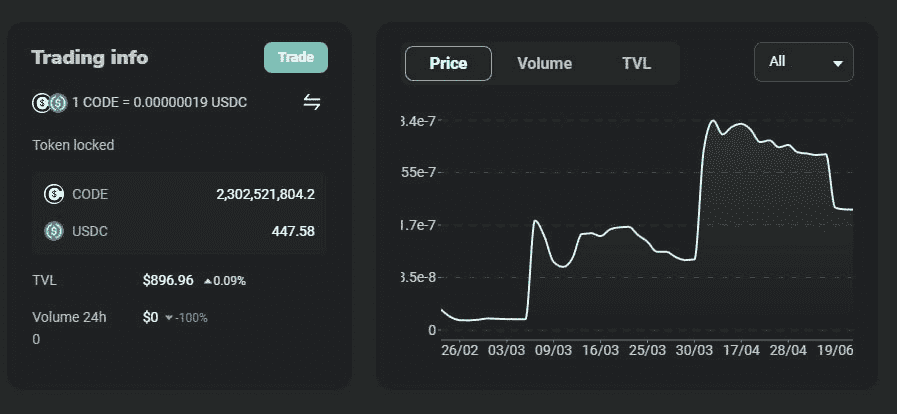 Trading info
Trade
1 CODE = 0.00000019 USDC
Token locked
CODE 2,302,521,804.2
USDC 447.58
TVL $896.96 0.09%
Volume 24h $0 -100%
0
Price Volume TVL
All
3.4e-7
55e-7
1.7e-7
3.5e-8
0
26/02 03/03 09/03 16/03 25/03 30/03 17/04 28/04 19/06